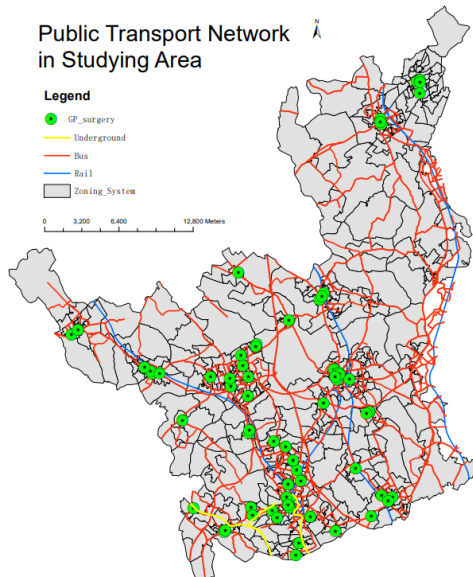 Public Transport Network
in Studying Area
N
Legend
GP_surgery
Underground
Bus
Rail
Zoning_System
0 3,200 6,400 12,800 Meters